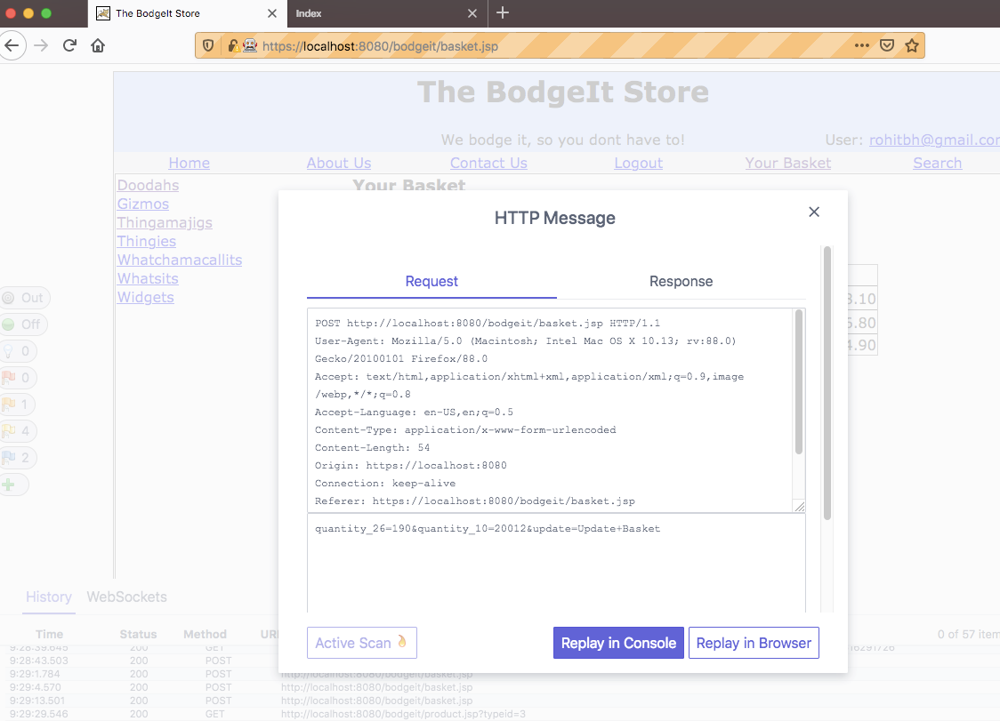 The BodgeIt Store
Index
https://localhost:8080/bodgeit/basket.jsp
The BodgeIt Store
We bodge it, so you dont have to!
User: rohitbh@gmail.com
Home
About Us
Contact Us
Logout
Your Basket
Search
Doodahs
Gizmos
Thingamajigs
Thingies
Whatchamacallits
Whatsits
Widgets
Your Basket
3.10
5.80
4.90
Out
Off
0
0
1
4
2
HTTP Message
Request
Response
POST http://localhost:8080/bodgeit/basket.jsp HTTP/1.1
User-Agent: Mozilla/5.0 (Macintosh; Intel Mac OS X 10.13; rv:88.0)
Gecko/20100101 Firefox/88.0
Accept: text/html,application/xhtml+xml,application/xml;q=0.9,image
/webp,*/*;q=0.8
Accept-Language: en-US,en;q=0.5
Content-Type: application/x-www-form-urlencoded
Content-Length: 54
Origin: https://localhost:8080
Connection: keep-alive
Referer: https://localhost:8080/bodgeit/basket.jsp
quantity_26=190&quantity_10=20012&update=Update+Basket
Active Scan
Replay in Console
Replay in Browser
History
WebSockets
Time Status Method UR 0 of 57 item
9:28:39.645 200 GET 16291726
9:28:43.503 200 POST
9:29:1.784 200 POST http://localhost:8080/bodgeit/basket.jsp
9:29:4.570 200 POST http://localhost:8080/bodgeit/basket.jsp
9:29:13.501 200 POST http://localhost:8080/bodgeit/basket.jsp
9:29:29.546 200 GET http://localhost:8080/bodgeit/product.jsp?typeid=3